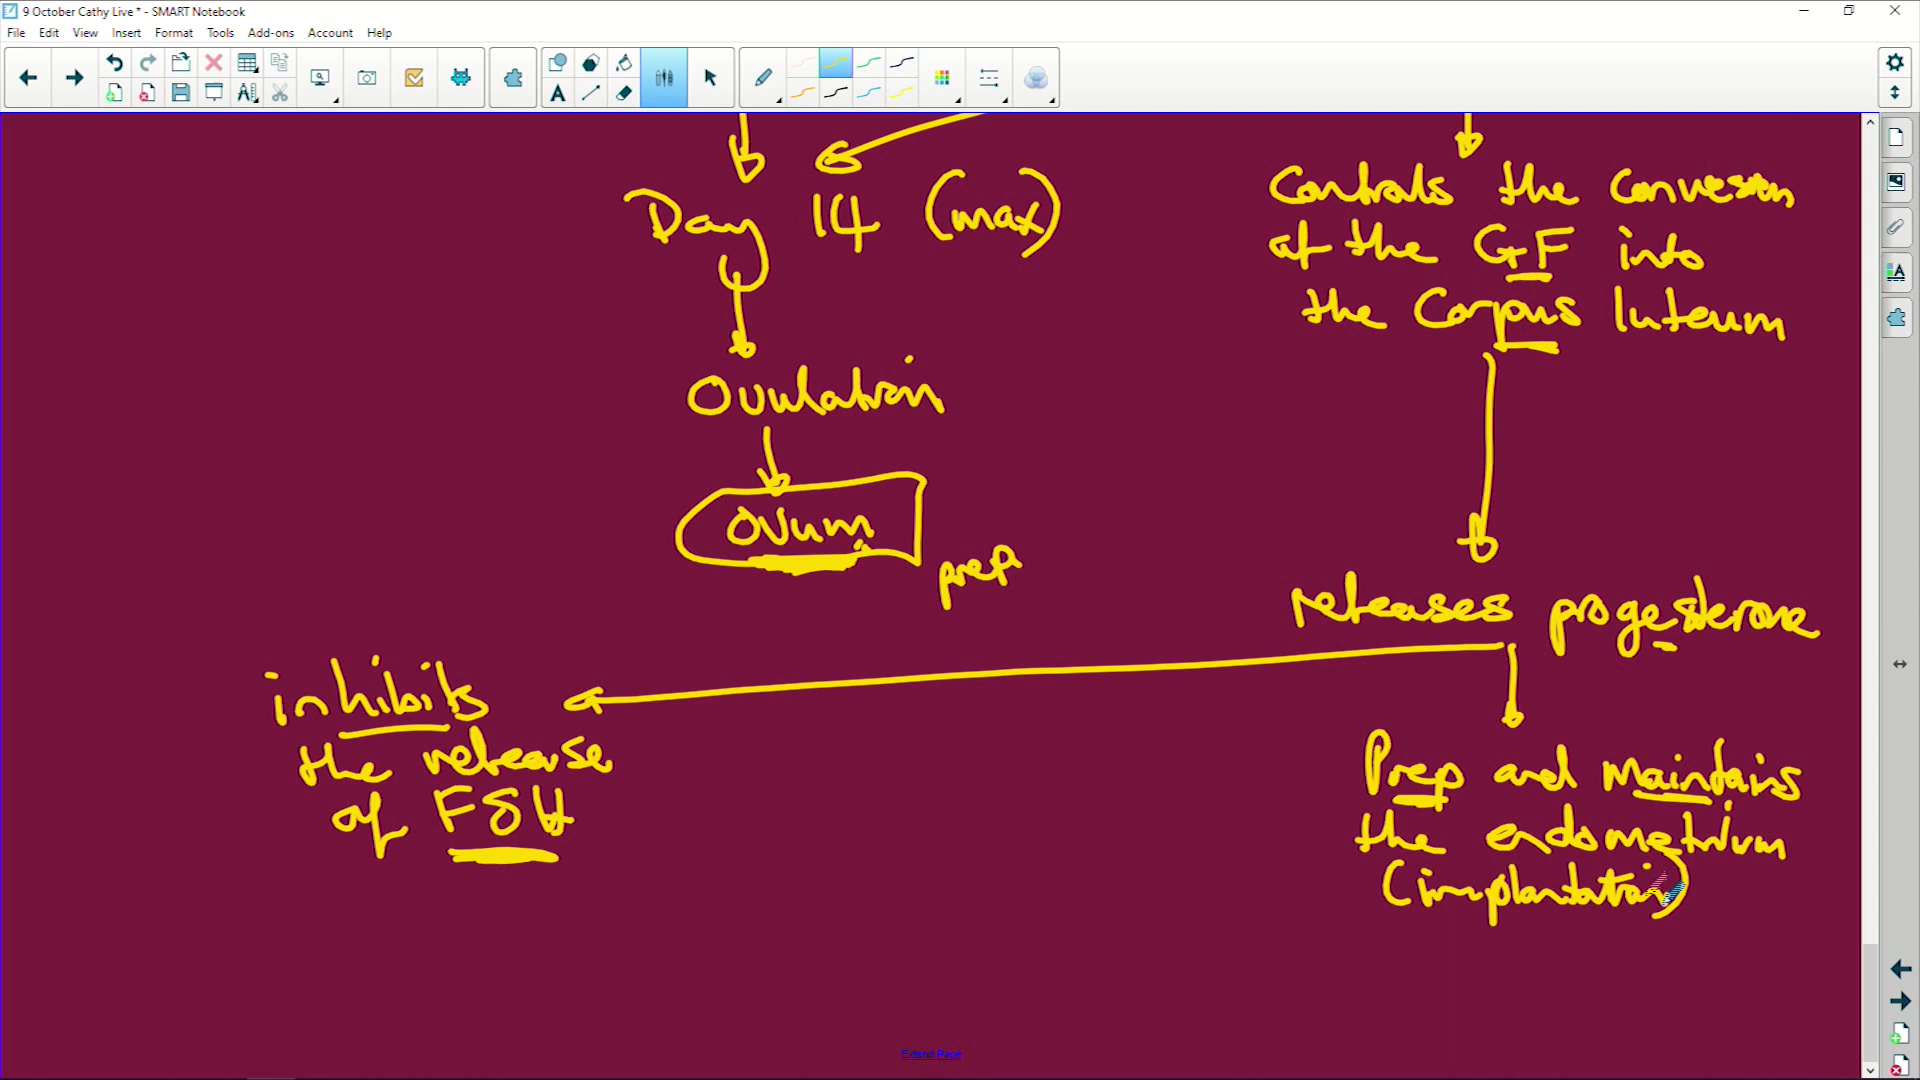 9 October Cathy Live * - SMART Notebook
File Edit View Insert Format Tools Add-ons Account Help
Day 14 (max)
Ovulation
Ovum
prep
Controls the conversion
of the GF into
the Corpus luteum
releases progesterone
inhibits
the release
of FSH
Prep and maintains
the endometrium
(implantation)
Extend Page